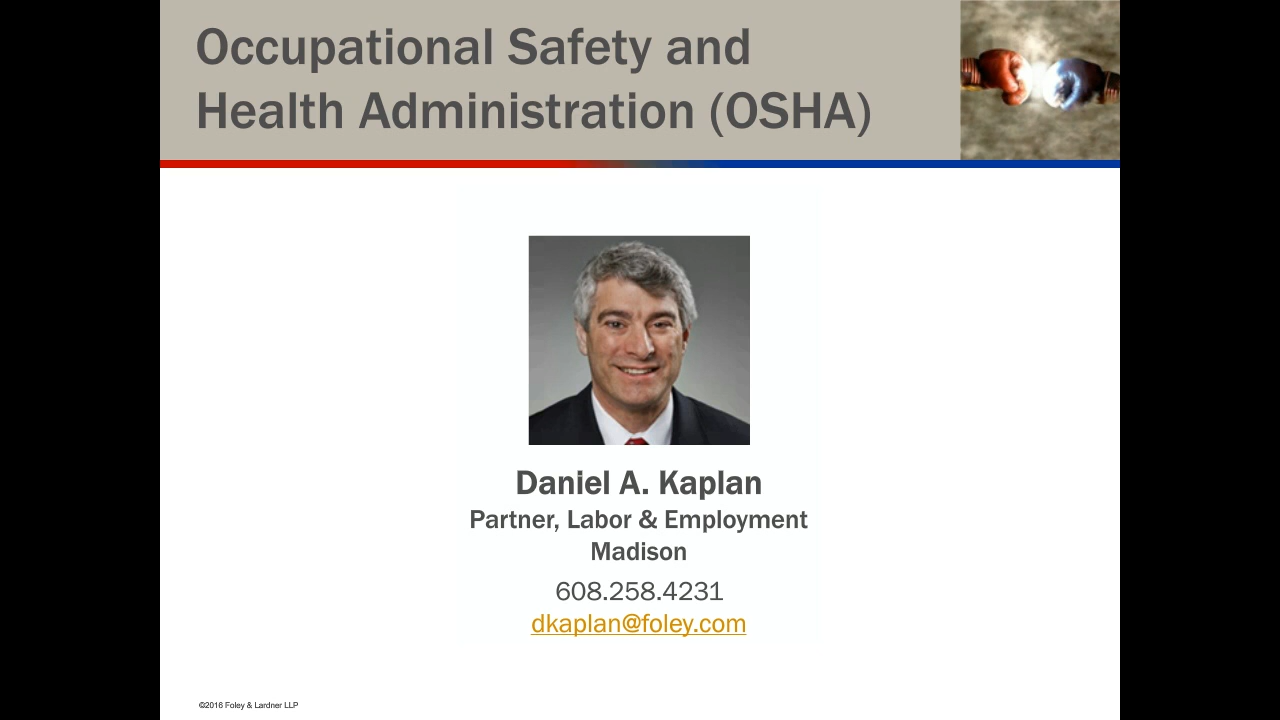 Occupational Safety and
Health Administration (OSHA)
Daniel A. Kaplan
Partner, Labor & Employment
Madison
608.258.4231
dkaplan@foley.com
©2016 Foley & Lardner LLP